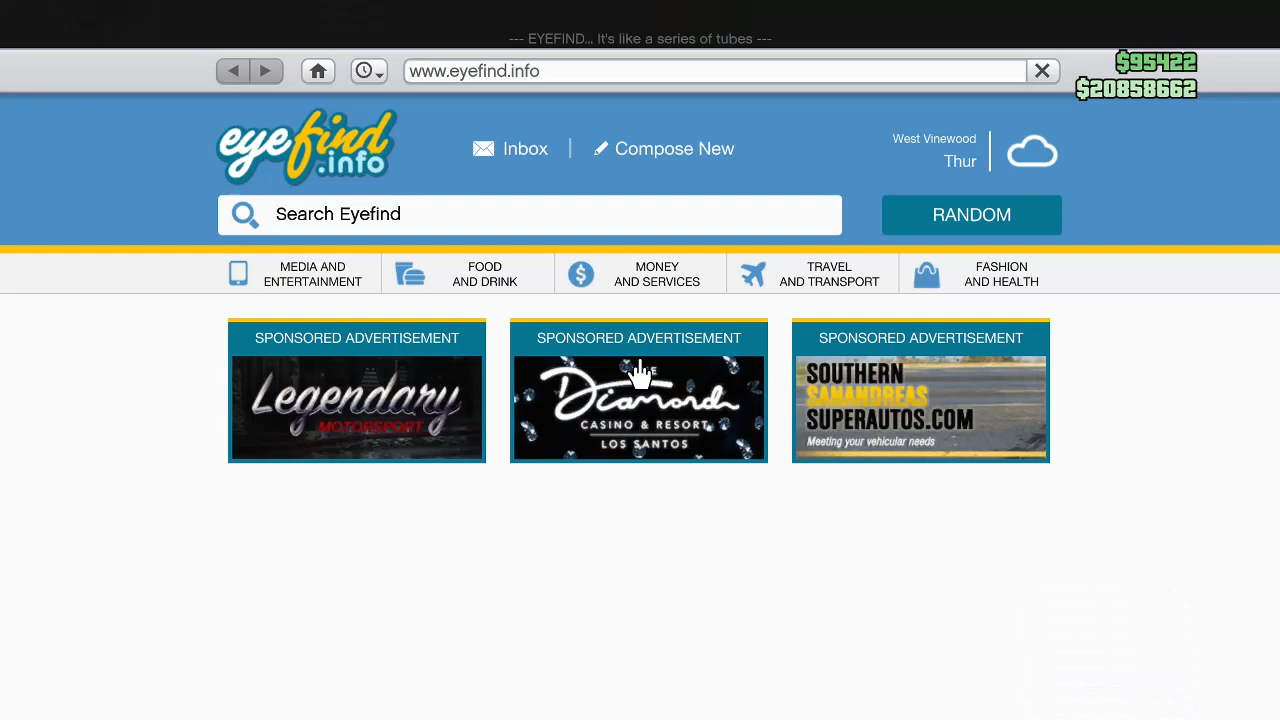 --- EYEFIND... It's like a series of tubes ---
www.eyefind.info
$95422
$20858662
eyefind
.info
Inbox
Compose New
West Vinewood
Thur
Search Eyefind
RANDOM
MEDIA AND
ENTERTAINMENT
FOOD
AND DRINK
MONEY
AND SERVICES
TRAVEL
AND TRANSPORT
FASHION
AND HEALTH
SPONSORED ADVERTISEMENT
Legendary
MOTORSPORT
SPONSORED ADVERTISEMENT
Diamond
CASINO & RESORT
LOS SANTOS
SPONSORED ADVERTISEMENT
SOUTHERN
SANANDREAS
SUPERAUTOS.COM
Meeting your vehicular needs